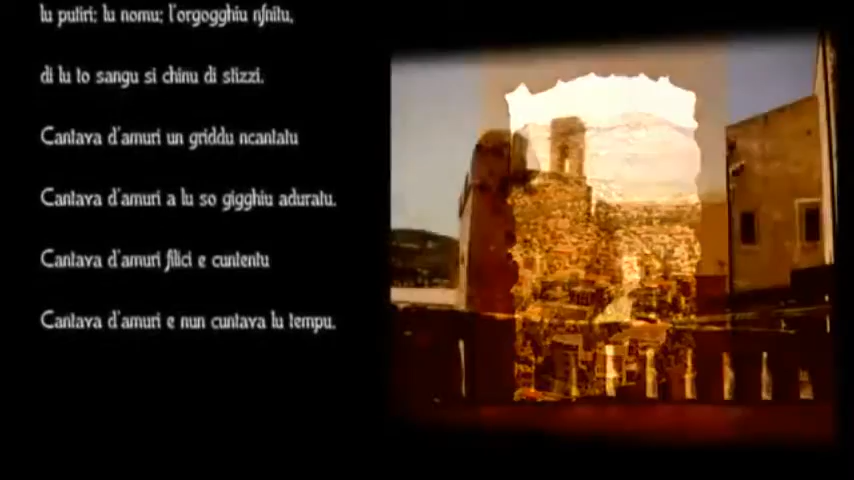 lu putiri; lu nomu; l'orgogghiu nfnitu,
di lu to sangu si chinu di stizzi.
Cantava d'amuri un griddu ncantatu
Cantava d'amuri a lu so gigghiu aduratu.
Cantava d'amuri filici e cuntentu
Cantava d'amuri e nun cuntava lu tempu.